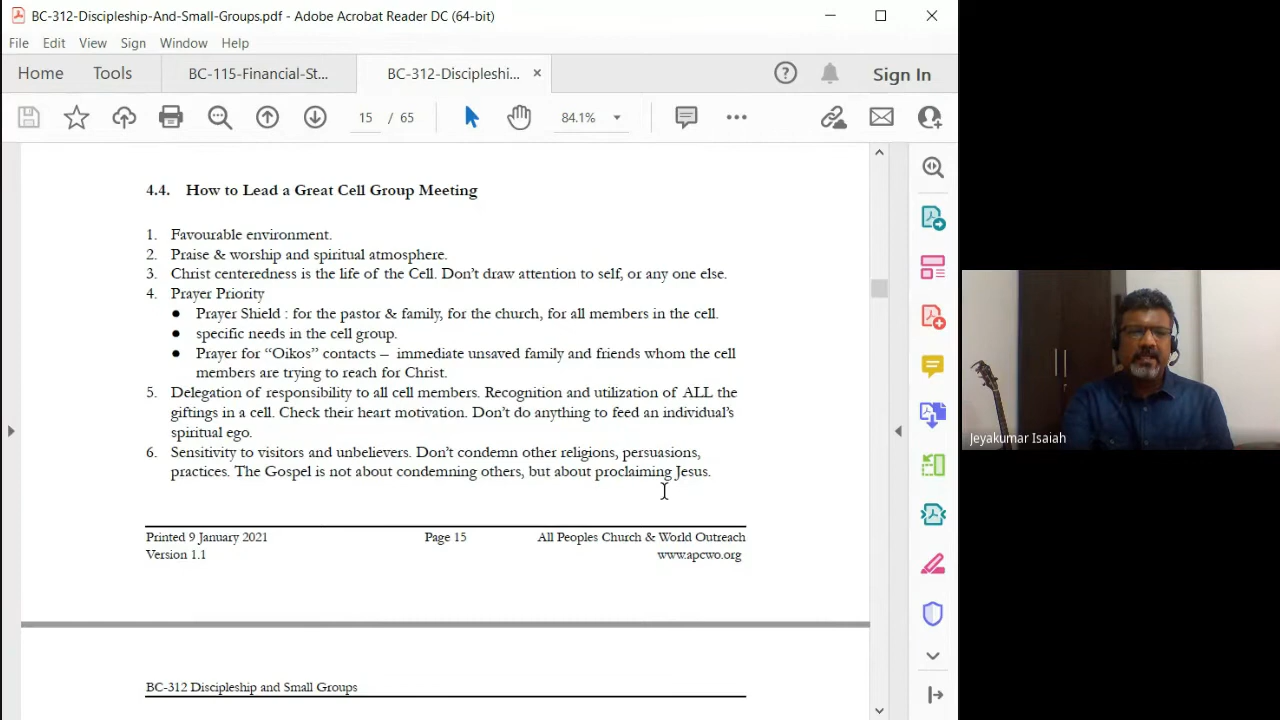 BC-312-Discipleship-And-Small-Groups.pdf - Adobe Acrobat Reader DC (64-bit)
File Edit View Sign Window Help
Home Tools BC-115-Financial-St... BC-312-Discipleshi... Sign In
15 / 65 84.1%
4.4. How to Lead a Great Cell Group Meeting
1. Favourable environment.
2. Praise & worship and spiritual atmosphere.
3. Christ centeredness is the life of the Cell. Don't draw attention to self, or any one else.
4. Prayer Priority
● Prayer Shield : for the pastor & family, for the church, for all members in the cell.
● specific needs in the cell group.
● Prayer for “Oikos” contacts – immediate unsaved family and friends whom the cell
members are trying to reach for Christ.
5. Delegation of responsibility to all cell members. Recognition and utilization of ALL the
giftings in a cell. Check their heart motivation. Don't do anything to feed an individual's
spiritual ego.
6. Sensitivity to visitors and unbelievers. Don't condemn other religions, persuasions,
practices. The Gospel is not about condemning others, but about proclaiming Jesus.
Printed 9 January 2021 Page 15 All Peoples Church & World Outreach
Version 1.1 www.apcwo.org
BC-312 Discipleship and Small Groups
Jeyakumar Isaiah